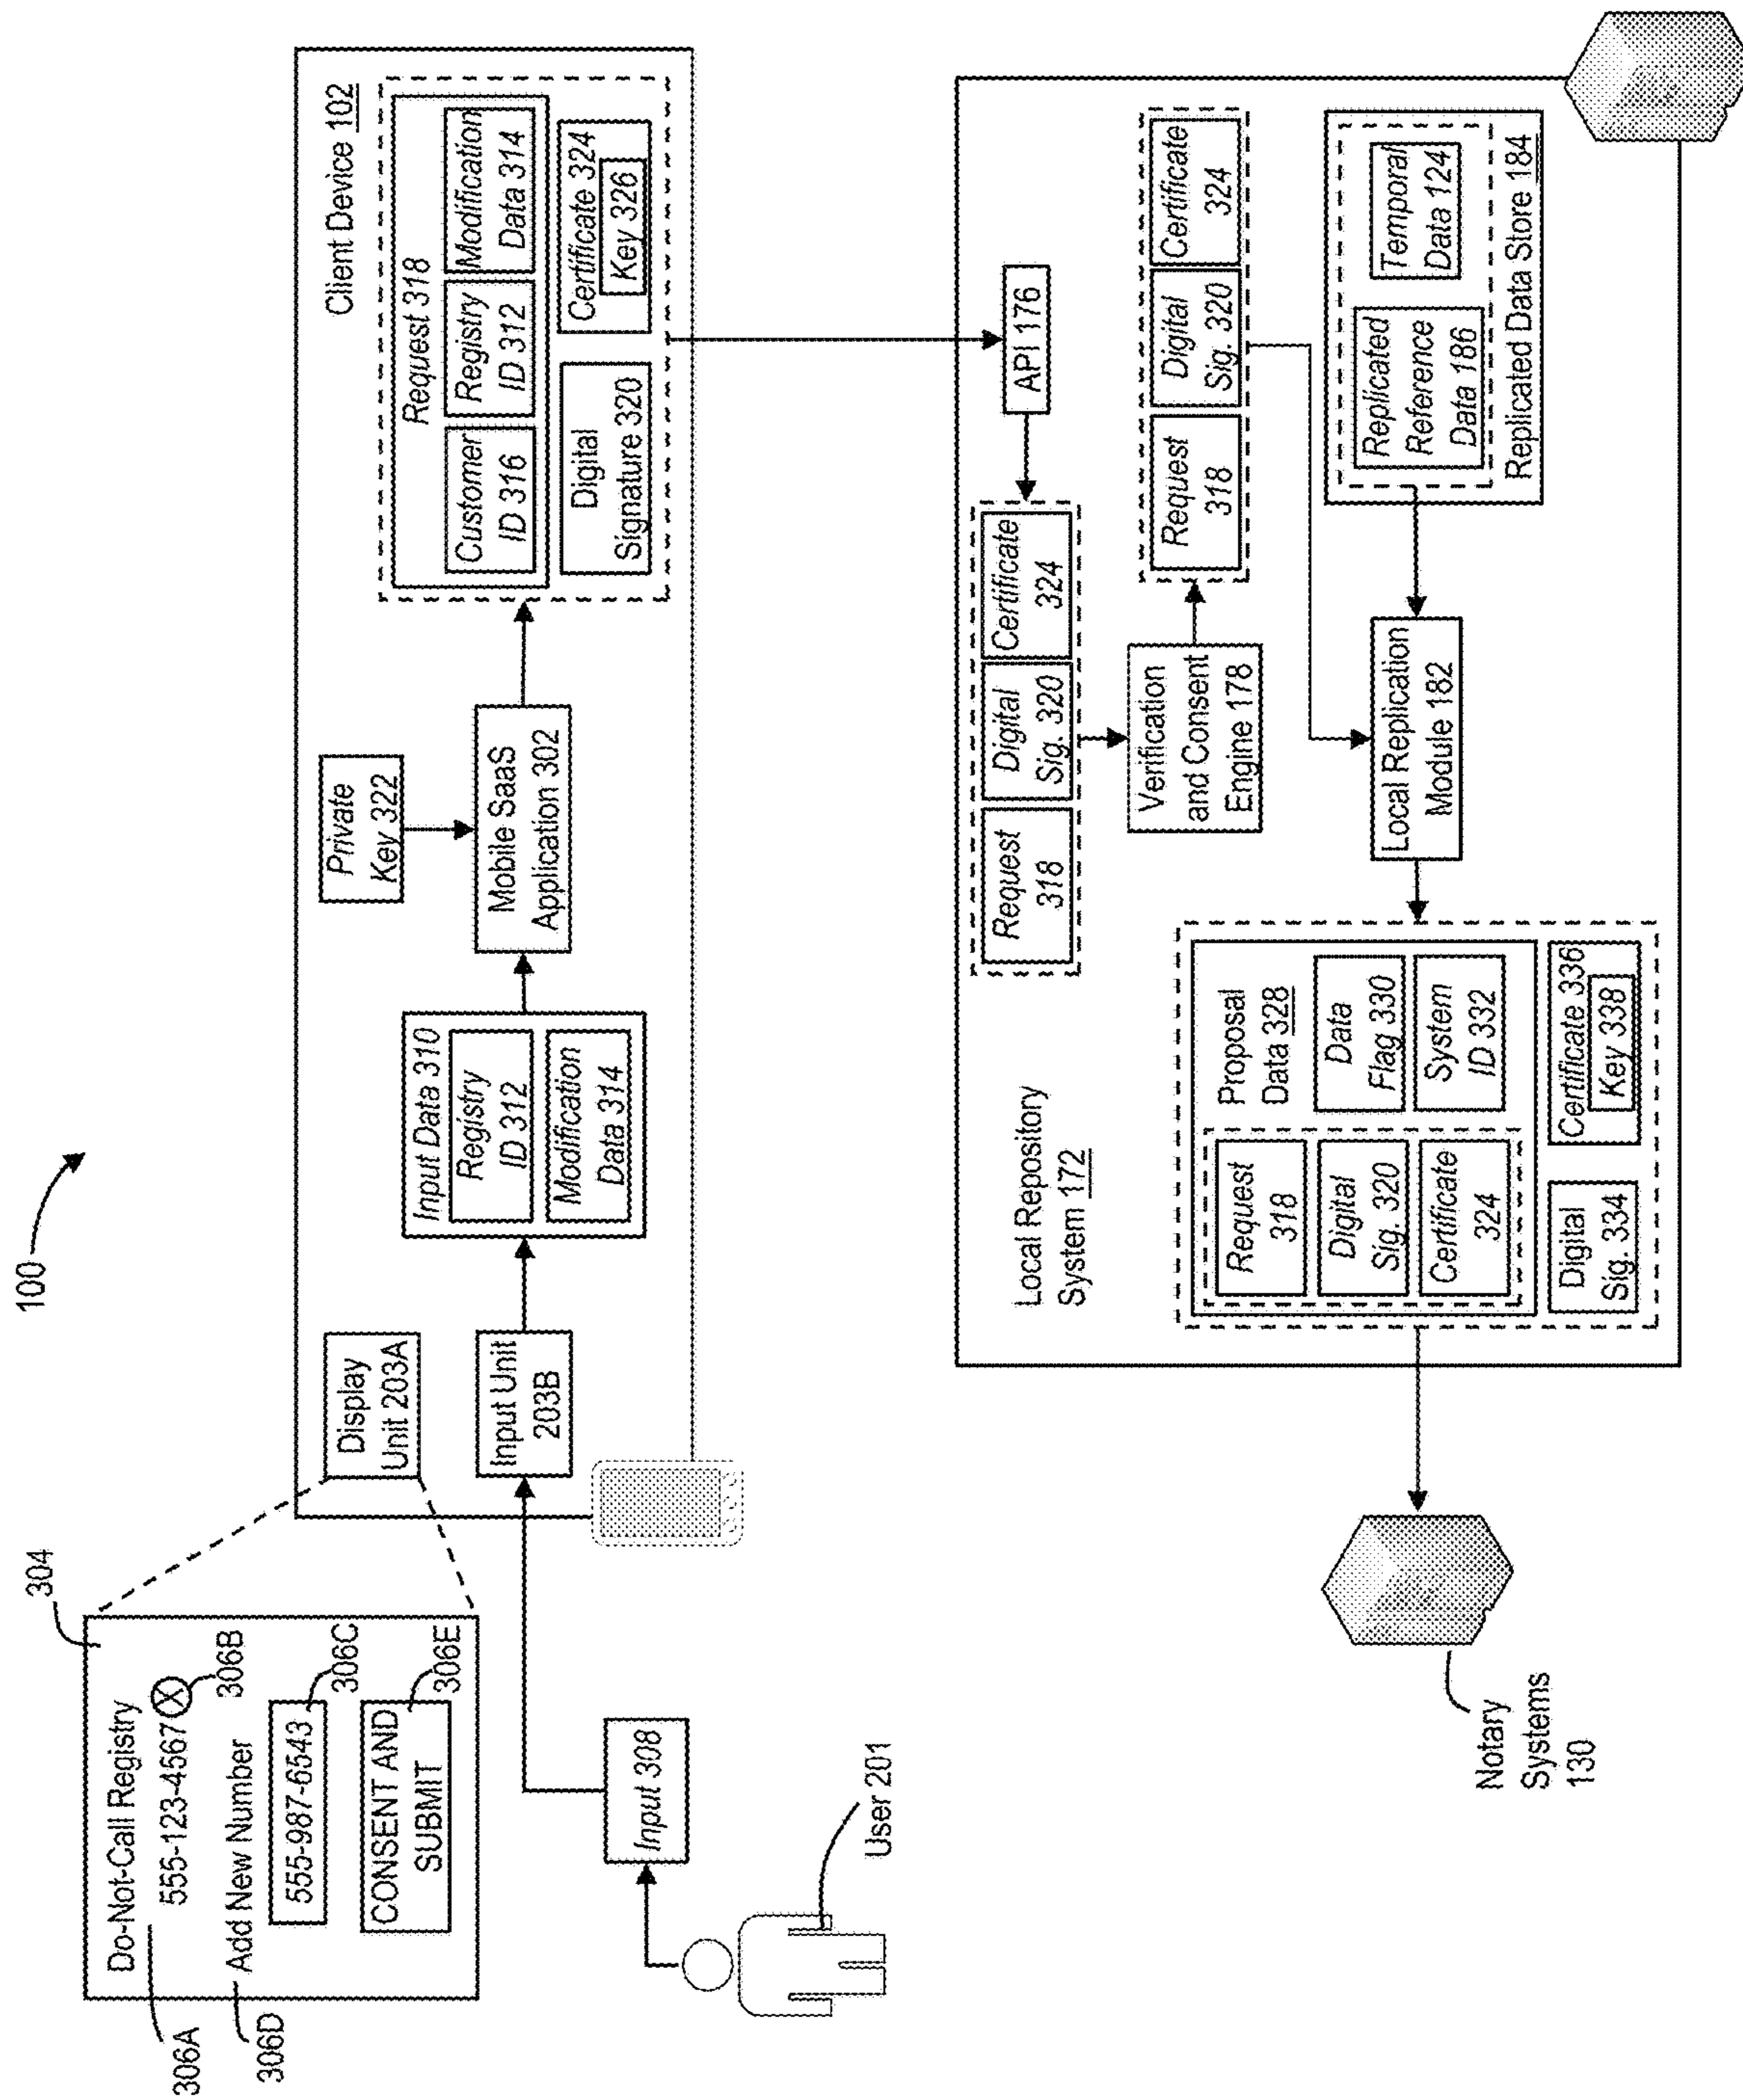 100
304
Do-Not-Call Registry
555-123-4567
X
306A
306B
Add New Number
306D
555-987-6543
306C
CONSENT AND
SUBMIT
306E
Input 308
User 201
Client Device 102
Display
Unit 203A
Input Unit
203B
Input Data 310
Registry
ID 312
Modification
Data 314
Private
Key 322
Mobile SaaS
Application 302
Request 318
Customer
ID 316
Registry
ID 312
Modification
Data 314
Digital
Signature 320
Certificate 324
Key 326
Local Repository
System 172
API 176
Request
318
Digital
Sig. 320
Certificate
324
Verification
and Consent
Engine 178
Request
318
Digital
Sig. 320
Certificate
324
Replicated
Reference
Data 186
Temporal
Data 124
Replicated Data Store 184
Local Replication
Module 182
Proposal
Data 328
Request
318
Digital
Sig. 320
Certificate
324
Data
Flag 330
System
ID 332
Digital
Sig. 334
Certificate 336
Key 338
Notary
Systems
130